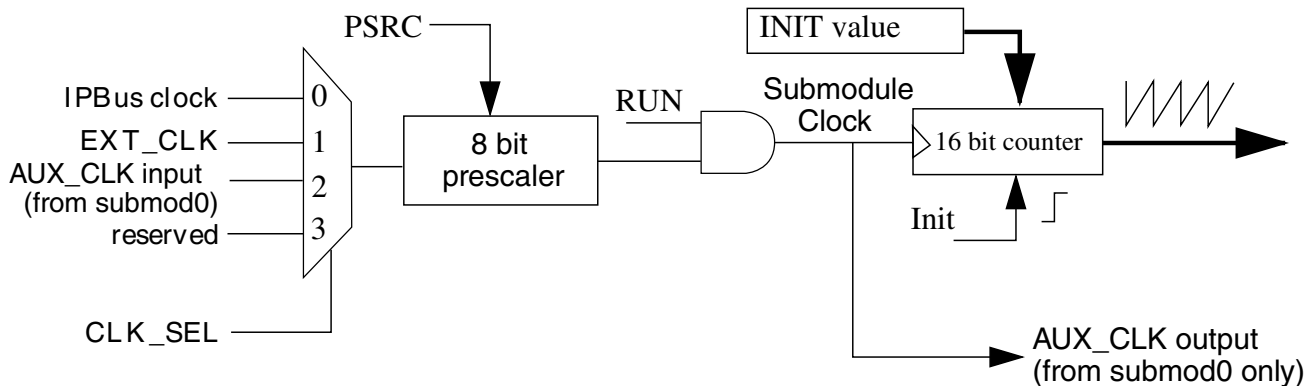 PSRC
INIT value
IPBus clock
0
RUN
Submodule
Clock
EXT_CLK
1
8 bit
prescaler
16 bit counter
AUX_CLK input
(from submod0)
2
reserved
3
Init
CLK_SEL
AUX_CLK output
(from submod0 only)